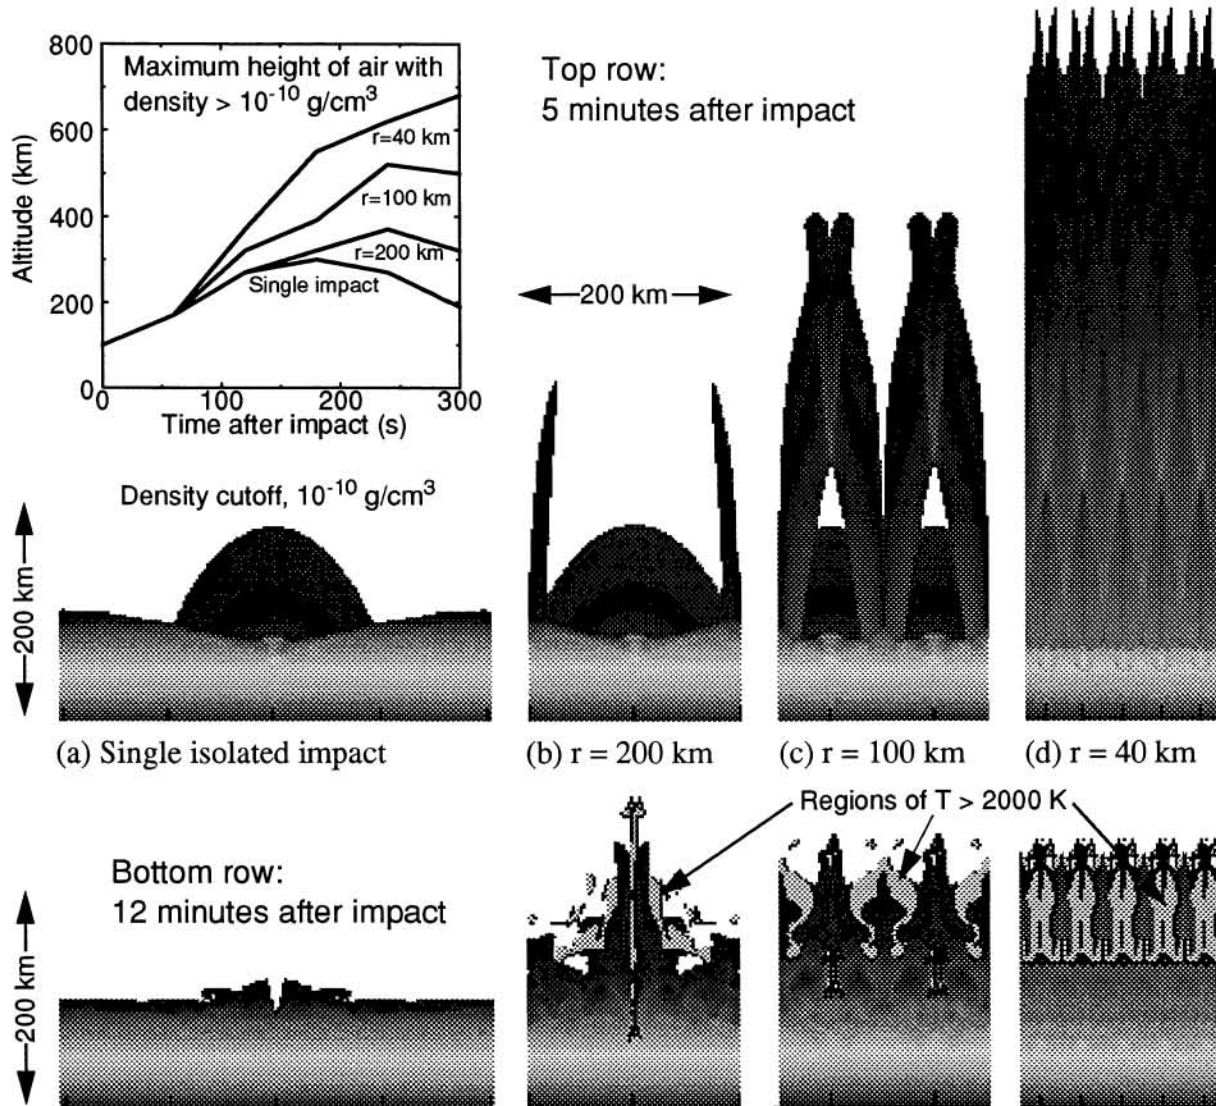 800
600
400
200
0
Altitude (km)
Maximum height of air with
density > 10⁻¹⁰ g/cm³
r=40 km
r=100 km
r=200 km
Single impact
0 100 200 300
Time after impact (s)
Top row:
5 minutes after impact
200 km
Density cutoff, 10⁻¹⁰ g/cm³
200 km
(a) Single isolated impact
(b) r = 200 km
(c) r = 100 km
(d) r = 40 km
Regions of T > 2000 K
Bottom row:
12 minutes after impact
200 km